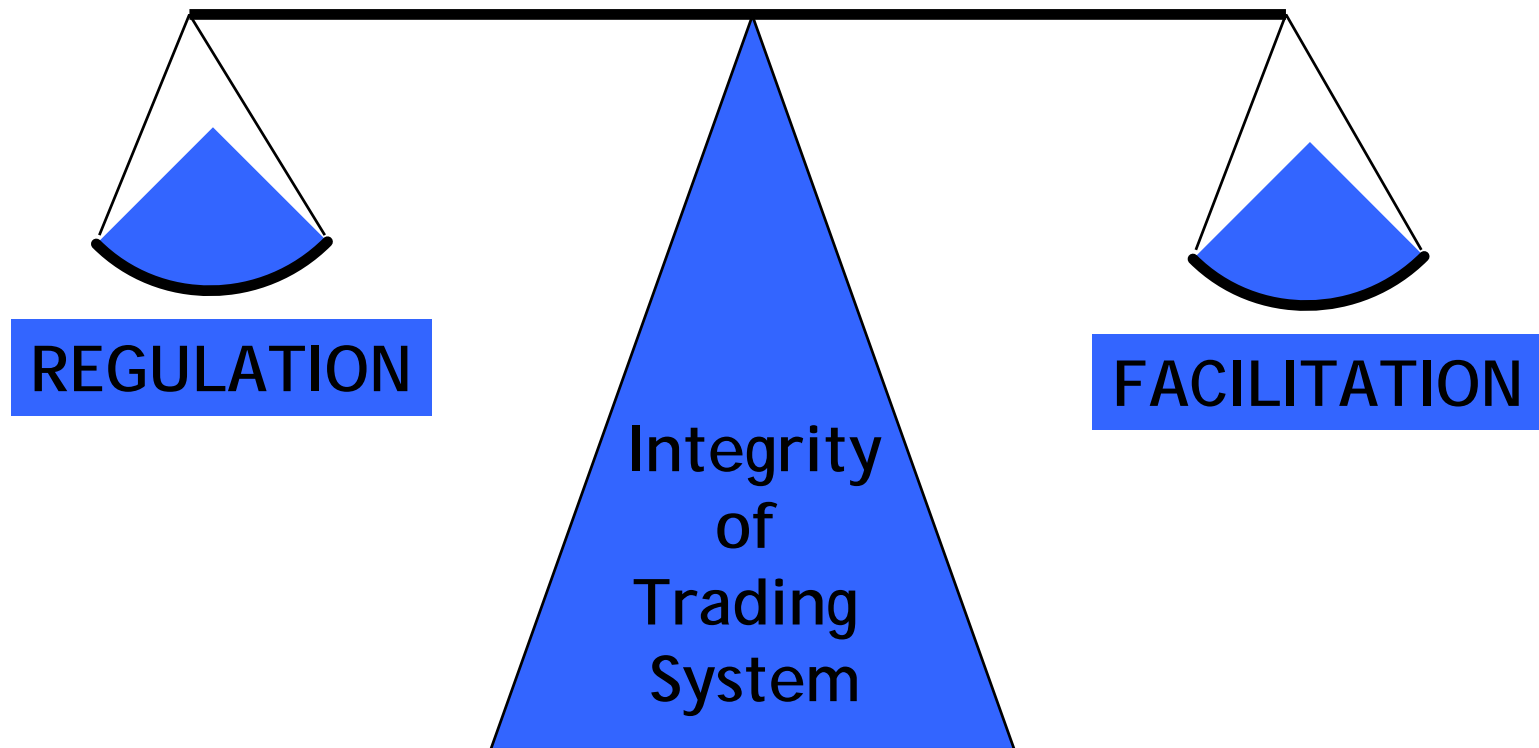 REGULATION
FACILITATION
Integrity
of
Trading
System